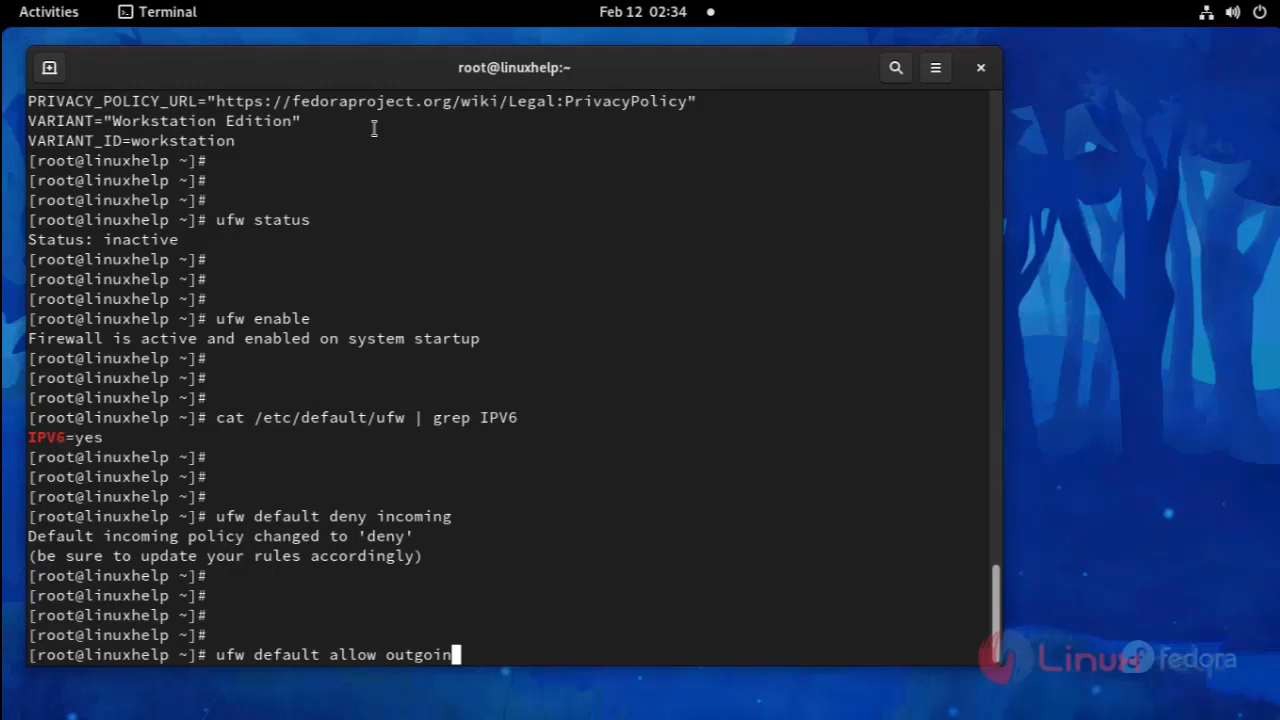 Activities
Terminal
Feb 12 02:34
root@linuxhelp:~
PRIVACY_POLICY_URL="https://fedoraproject.org/wiki/Legal:PrivacyPolicy"
VARIANT="Workstation Edition"
VARIANT_ID=workstation
[root@linuxhelp ~]#
[root@linuxhelp ~]#
[root@linuxhelp ~]#
[root@linuxhelp ~]# ufw status
Status: inactive
[root@linuxhelp ~]#
[root@linuxhelp ~]#
[root@linuxhelp ~]#
[root@linuxhelp ~]# ufw enable
Firewall is active and enabled on system startup
[root@linuxhelp ~]#
[root@linuxhelp ~]#
[root@linuxhelp ~]#
[root@linuxhelp ~]# cat /etc/default/ufw | grep IPV6
IPV6=yes
[root@linuxhelp ~]#
[root@linuxhelp ~]#
[root@linuxhelp ~]#
[root@linuxhelp ~]# ufw default deny incoming
Default incoming policy changed to 'deny'
(be sure to update your rules accordingly)
[root@linuxhelp ~]#
[root@linuxhelp ~]#
[root@linuxhelp ~]#
[root@linuxhelp ~]#
[root@linuxhelp ~]# ufw default allow outgoin
Linux fedora